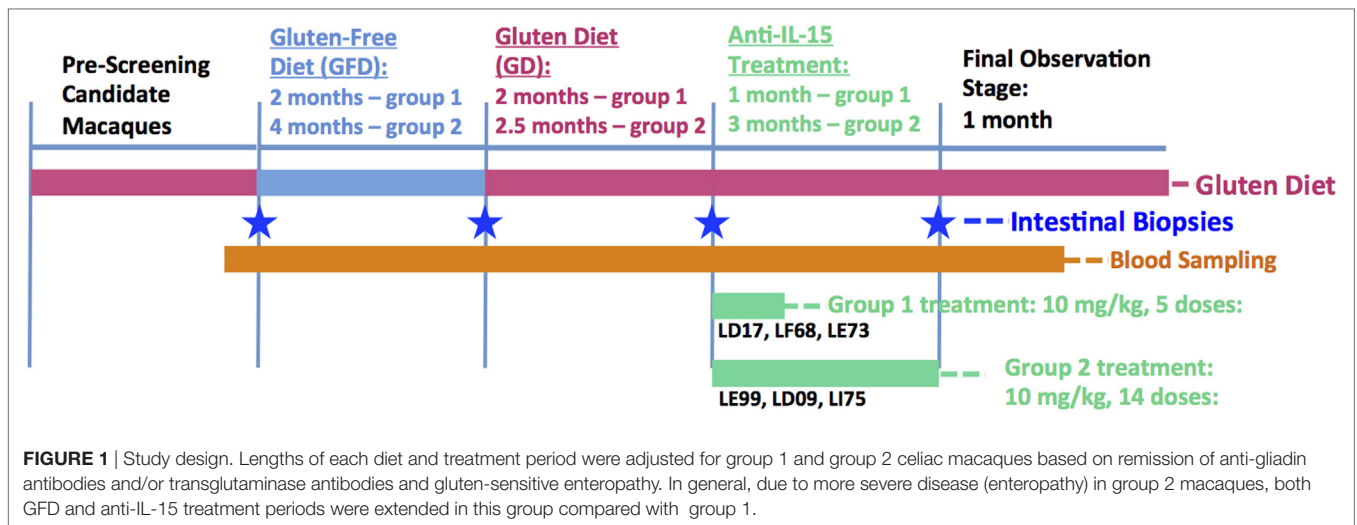 Pre-Screening
Candidate
Macaques
Gluten-Free
Diet (GFD):
2 months – group 1
4 months – group 2
Gluten Diet
(GD):
2 months – group 1
2.5 months – group 2
Anti-IL-15
Treatment:
1 month – group 1
3 months – group 2
Final Observation
Stage:
1 month
Gluten Diet
Intestinal Biopsies
Blood Sampling
Group 1 treatment: 10 mg/kg, 5 doses:
LD17, LF68, LE73
Group 2 treatment:
10 mg/kg, 14 doses:
LE99, LD09, LI75
FIGURE 1 | Study design. Lengths of each diet and treatment period were adjusted for group 1 and group 2 celiac macaques based on remission of anti-gliadin
antibodies and/or transglutaminase antibodies and gluten-sensitive enteropathy. In general, due to more severe disease (enteropathy) in group 2 macaques, both
GFD and anti-IL-15 treatment periods were extended in this group compared with group 1.